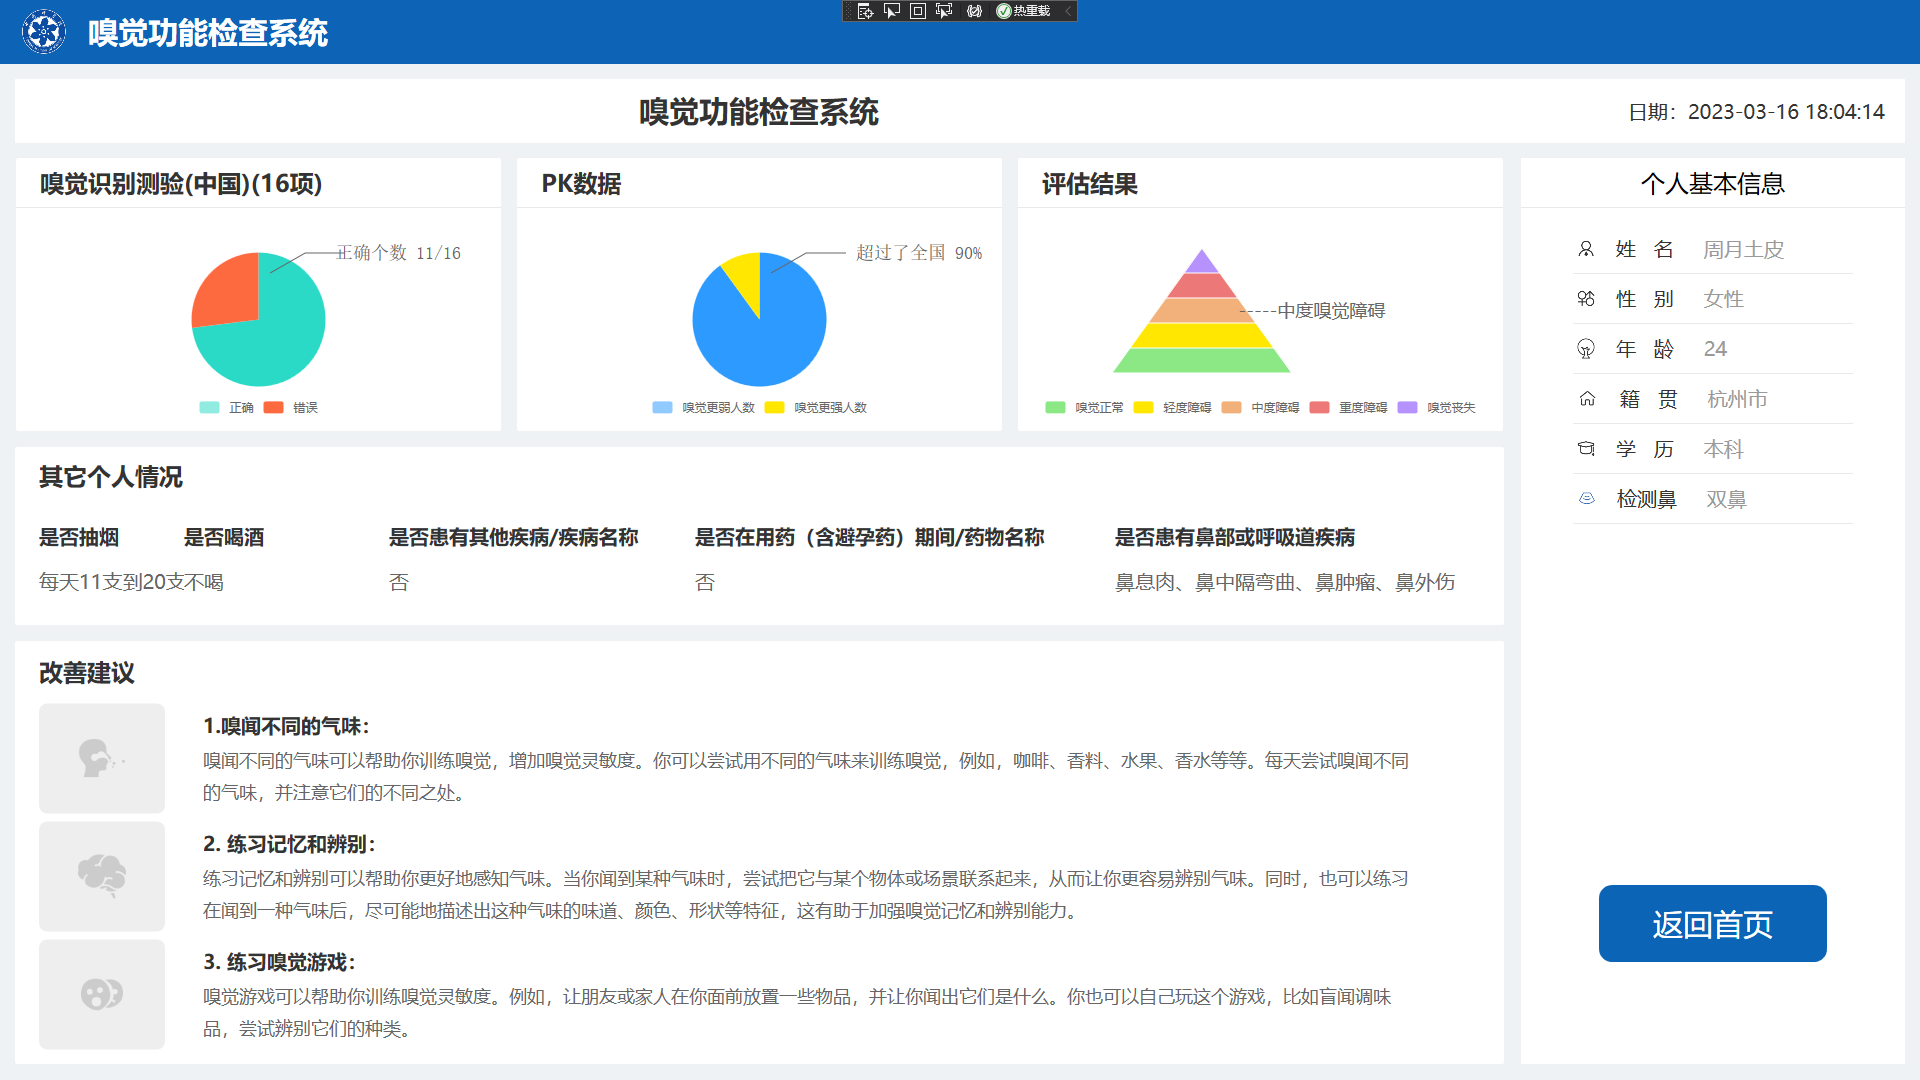 嗅觉功能检查系统
热重载
嗅觉功能检查系统
日期：2023-03-16 18:04:14
嗅觉识别测验(中国)(16项)
正确个数 11/16
正确 错误
PK数据
超过了全国 90%
嗅觉更弱人数 嗅觉更强人数
评估结果
中度嗅觉障碍
嗅觉正常 轻度障碍 中度障碍 重度障碍 嗅觉丧失
个人基本信息
姓 名 周月土皮
性 别 女性
年 龄 24
籍 贯 杭州市
学 历 本科
检测鼻 双鼻
其它个人情况
是否抽烟 是否喝酒 是否患有其他疾病/疾病名称 是否在用药（含避孕药）期间/药物名称 是否患有鼻部或呼吸道疾病
每天11支到20支不喝 否 否 鼻息肉、鼻中隔弯曲、鼻肿瘤、鼻外伤
改善建议
1.嗅闻不同的气味：
嗅闻不同的气味可以帮助你训练嗅觉，增加嗅觉灵敏度。你可以尝试用不同的气味来训练嗅觉，例如，咖啡、香料、水果、香水等等。每天尝试嗅闻不同
的气味，并注意它们的不同之处。
2. 练习记忆和辨别：
练习记忆和辨别可以帮助你更好地感知气味。当你闻到某种气味时，尝试把它与某个物体或场景联系起来，从而让你更容易辨别气味。同时，也可以练习
在闻到一种气味后，尽可能地描述出这种气味的味道、颜色、形状等特征，这有助于加强嗅觉记忆和辨别能力。
3. 练习嗅觉游戏：
嗅觉游戏可以帮助你训练嗅觉灵敏度。例如，让朋友或家人在你面前放置一些物品，并让你闻出它们是什么。你也可以自己玩这个游戏，比如盲闻调味
品，尝试辨别它们的种类。
返回首页